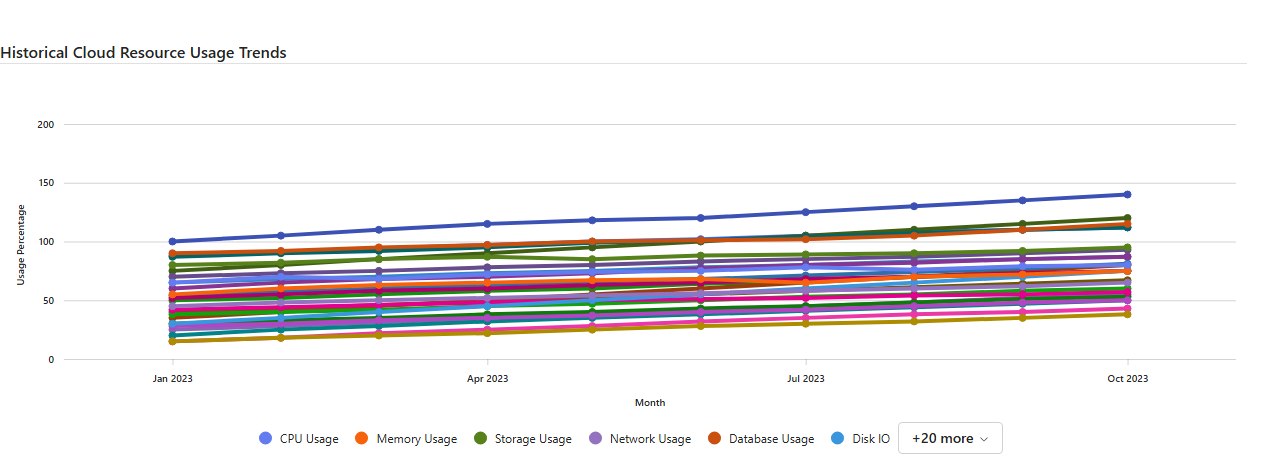 Historical Cloud Resource Usage Trends
200
150
100
50
0
Usage Percentage
Jan 2023 Apr 2023 Jul 2023 Oct 2023
Month
CPU Usage Memory Usage Storage Usage Network Usage Database Usage Disk IO +20 more